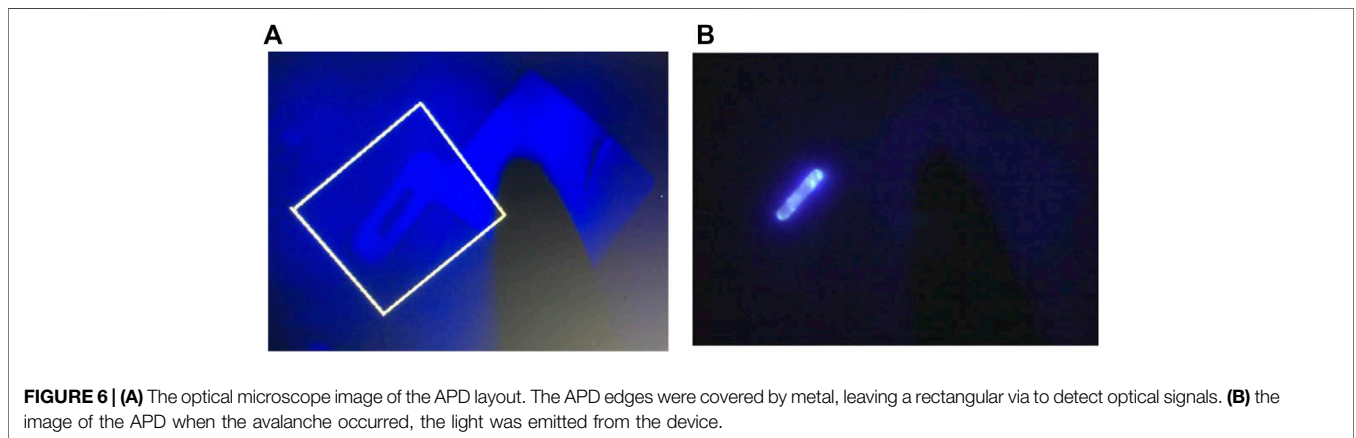 A
B
FIGURE 6 | (A) The optical microscope image of the APD layout. The APD edges were covered by metal, leaving a rectangular via to detect optical signals. (B) the
image of the APD when the avalanche occurred, the light was emitted from the device.